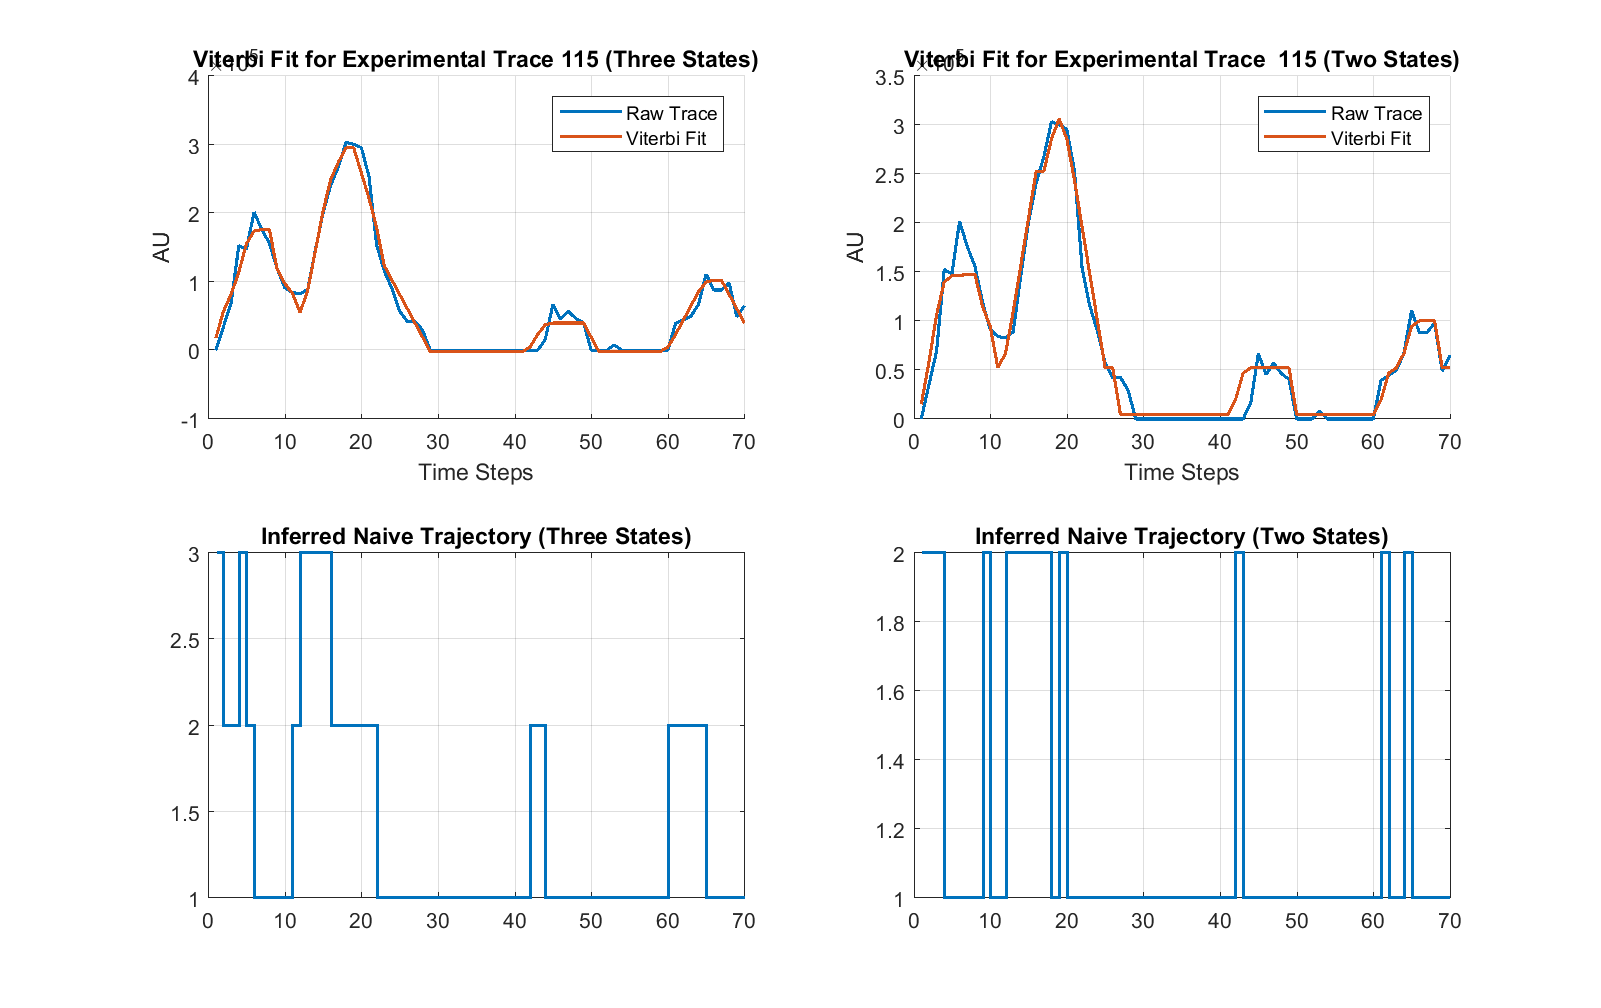 Viterbi Fit for Experimental Trace 115 (Three States)
×10^5
4
3
2
1
0
-1
AU
0 10 20 30 40 50 60 70
Time Steps
Raw Trace
Viterbi Fit
Viterbi Fit for Experimental Trace  115 (Two States)
×10^5
3.5
3
2.5
2
1.5
1
0.5
0
AU
0 10 20 30 40 50 60 70
Time Steps
Raw Trace
Viterbi Fit
Inferred Naive Trajectory (Three States)
3
2.5
2
1.5
1
0 10 20 30 40 50 60 70
Inferred Naive Trajectory (Two States)
2
1.8
1.6
1.4
1.2
1
0 10 20 30 40 50 60 70